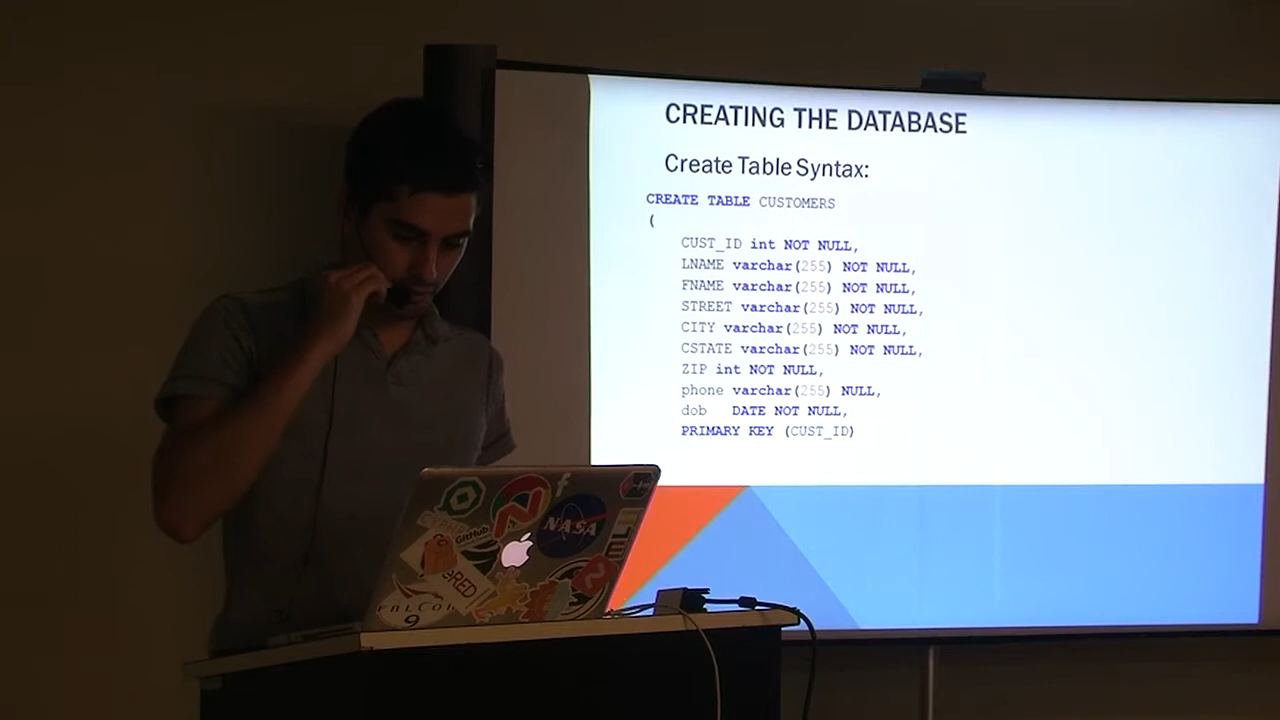 CREATING THE DATABASE
Create Table Syntax:
CREATE TABLE CUSTOMERS
(
CUST_ID int NOT NULL,
LNAME varchar(255) NOT NULL,
FNAME varchar(255) NOT NULL,
STREET varchar(255) NOT NULL,
CITY varchar(255) NOT NULL,
CSTATE varchar(255) NOT NULL,
ZIP int NOT NULL,
phone varchar(255) NULL,
dob DATE NOT NULL,
PRIMARY KEY (CUST_ID)
f
NASA
GitHub
FALCON
9